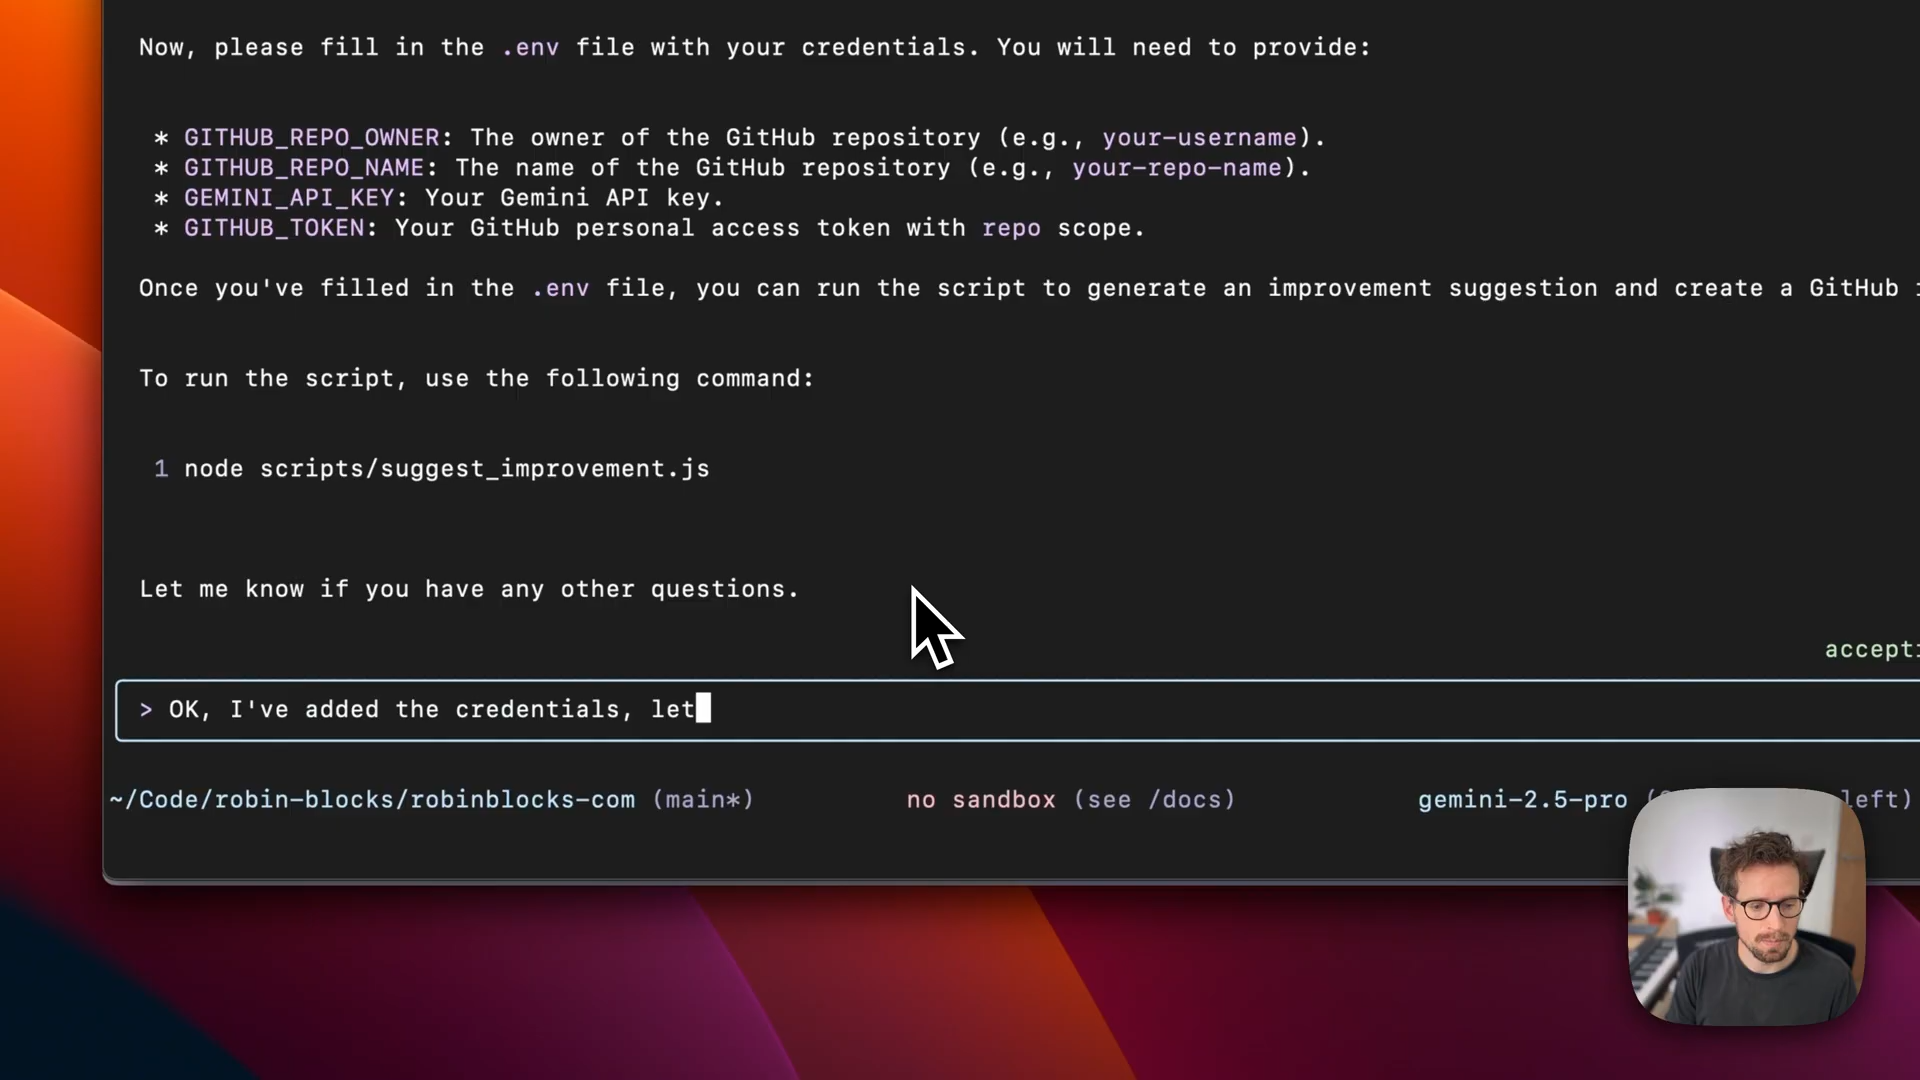 Now, please fill in the .env file with your credentials. You will need to provide:
* GITHUB_REPO_OWNER: The owner of the GitHub repository (e.g., your-username).
* GITHUB_REPO_NAME: The name of the GitHub repository (e.g., your-repo-name).
* GEMINI_API_KEY: Your Gemini API key.
* GITHUB_TOKEN: Your GitHub personal access token with repo scope.
Once you've filled in the .env file, you can run the script to generate an improvement suggestion and create a GitHub
To run the script, use the following command:
1 node scripts/suggest_improvement.js
Let me know if you have any other questions.
> OK, I've added the credentials, let
~/Code/robin-blocks/robinblocks-com (main*) no sandbox (see /docs) gemini-2.5-pro left)